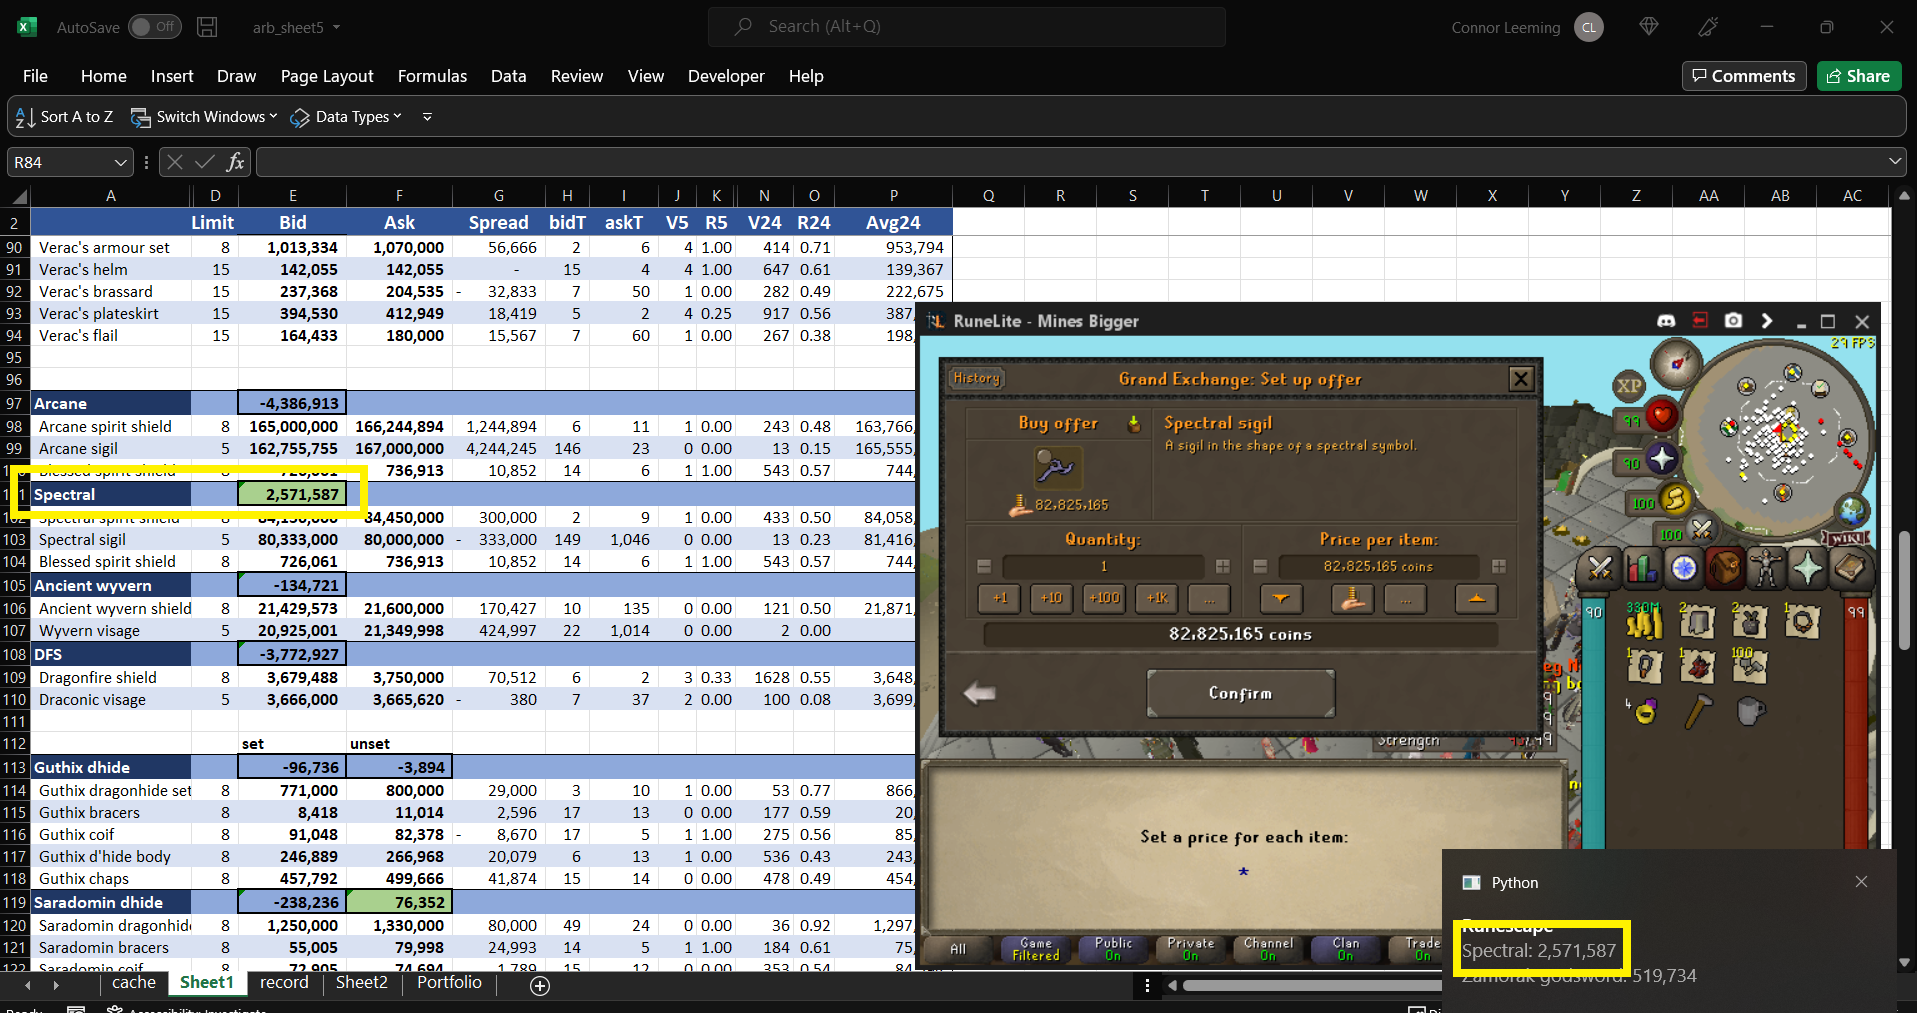 AutoSave Off arb_sheet5 Search (Alt+Q) Connor Leeming CL
File Home Insert Draw Page Layout Formulas Data Review View Developer Help Comments Share
Sort A to Z Switch Windows Data Types
R84 fx
A D E F G H I J K N O P Q R S T U V W X Y Z AA AB AC
2 Limit Bid Ask Spread bidT askT V5 R5 V24 R24 Avg24
90 Verac's armour set 8 1,013,334 1,070,000 56,666 2 6 4 1.00 414 0.71 953,794
91 Verac's helm 15 142,055 142,055 - 15 4 4 1.00 647 0.61 139,367
92 Verac's brassard 15 237,368 204,535 - 32,833 7 50 1 0.00 282 0.49 222,675
93 Verac's plateskirt 15 394,530 412,949 18,419 5 2 4 0.25 917 0.56 387,
94 Verac's flail 15 164,433 180,000 15,567 7 60 1 0.00 267 0.38 198,
95
96
97 Arcane -4,386,913
98 Arcane spirit shield 8 165,000,000 166,244,894 1,244,894 6 11 1 0.00 243 0.48 163,766,
99 Arcane sigil 5 162,755,755 167,000,000 4,244,245 146 23 0 0.00 13 0.15 165,555,
Blessed spirit shield 8 726,061 736,913 10,852 14 6 1 1.00 543 0.57 744,
Spectral 2,571,587
102 Spectral spirit shield 8 84,150,000 84,450,000 300,000 2 9 1 0.00 433 0.50 84,058,
103 Spectral sigil 5 80,333,000 80,000,000 - 333,000 149 1,046 0 0.00 13 0.23 81,416,
104 Blessed spirit shield 8 726,061 736,913 10,852 14 6 1 1.00 543 0.57 744,
105 Ancient wyvern -134,721
106 Ancient wyvern shield 8 21,429,573 21,600,000 170,427 10 135 0 0.00 121 0.50 21,871,
107 Wyvern visage 5 20,925,001 21,349,998 424,997 22 1,014 0 0.00 2 0.00
108 DFS -3,772,927
109 Dragonfire shield 8 3,679,488 3,750,000 70,512 6 2 3 0.33 1628 0.55 3,648,
110 Draconic visage 5 3,666,000 3,665,620 - 380 7 37 2 0.00 100 0.08 3,699,
111
112 set unset
113 Guthix dhide -96,736 -3,894
114 Guthix dragonhide set 8 771,000 800,000 29,000 3 10 1 0.00 53 0.77 866,
115 Guthix bracers 8 8,418 11,014 2,596 17 13 0 0.00 177 0.59 20,
116 Guthix coif 8 91,048 82,378 - 8,670 17 5 1 1.00 275 0.56 85,
117 Guthix d'hide body 8 246,889 266,968 20,079 6 13 1 0.00 536 0.43 243,
118 Guthix chaps 8 457,792 499,666 41,874 15 14 0 0.00 478 0.49 454,
119 Saradomin dhide -238,236 76,352
120 Saradomin dragonhide 8 1,250,000 1,330,000 80,000 49 24 0 0.00 36 0.92 1,297,
121 Saradomin bracers 8 55,005 79,998 24,993 14 5 1 1.00 184 0.61 75,
122 Saradomin coif 8 72,905 74,694 1,789 15 12 0 0.00 353 0.54
cache Sheet1 record Sheet2 Portfolio
Ready Accessibility: Investigate
RuneLite - Mines Bigger
29 FPS
History Grand Exchange: Set up offer
Buy offer Spectral sigil
A sigil in the shape of a spectral symbol.
82,825,165
Quantity: Price per item:
1 82,825,165 coins
+1 +10 +100 +1K ... ...
82,825,165 coins
Confirm
Strength
Set a price for each item:
*
All Game Filtered Public On Private On Channel On Clan On Trade On
XP
99
90
100
100
WIKI
90 99
330M 2 2 1
1 1 100
4
Python
Runescape
Spectral: 2,571,587
Zamorak godsword: 519,734